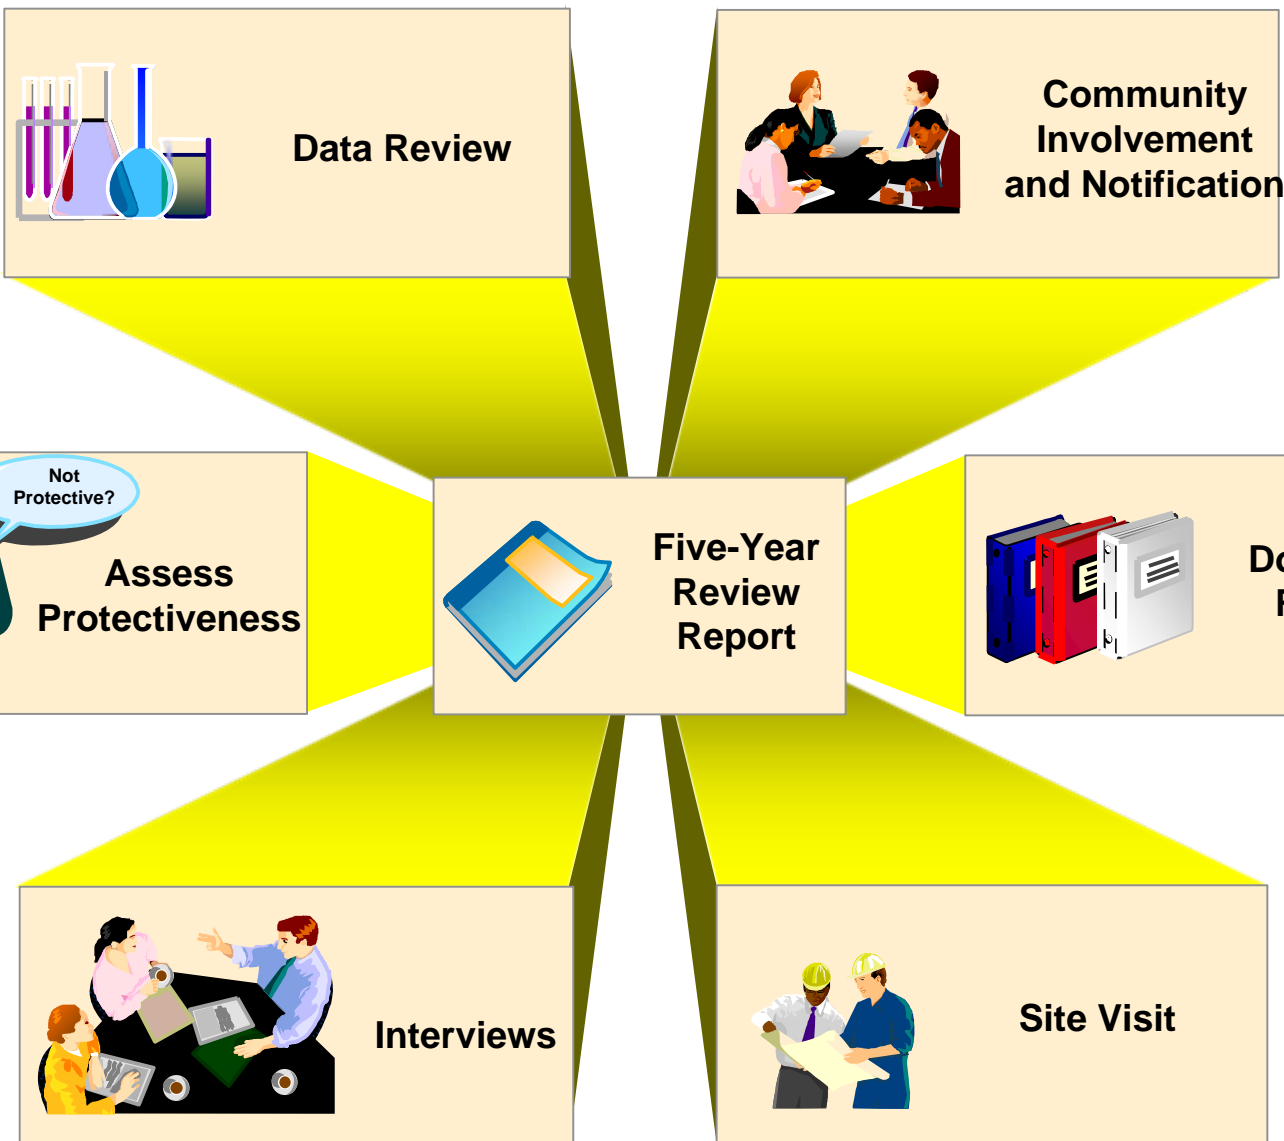 Data Review
Community
Involvement
and Notification
Not
Protective?
Assess
Protectiveness
Five-Year
Review
Report
Interviews
Site Visit